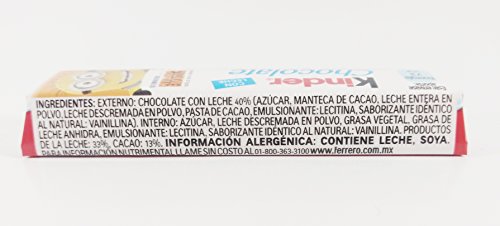 Kinder
Chocolate
INGREDIENTES: EXTERNO: CHOCOLATE CON LECHE 40% (AZÚCAR, MANTECA DE CACAO, LECHE ENTERA EN
POLVO, LECHE DESCREMADA EN POLVO, PASTA DE CACAO, EMULSIONANTE: LECITINA, SABORIZANTE IDÉNTICO
AL NATURAL: VAINILLINA). INTERNO: AZÚCAR, LECHE DESCREMADA EN POLVO, GRASA VEGETAL, GRASA DE
LECHE ANHIDRA, EMULSIONANTE: LECITINA, SABORIZANTE IDÉNTICO AL NATURAL: VAINILLINA. PRODUCTOS
DE LA LECHE: 33%, CACAO: 13%. INFORMACIÓN ALERGÉNICA: CONTIENE LECHE, SOYA.
PARA INFORMACIÓN NUTRIMENTAL LLAME SIN COSTO AL 01-800-363-3100 www.ferrero.com.mx